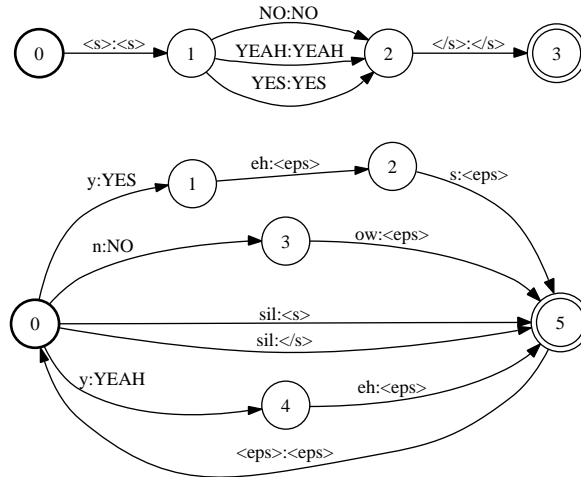 NO:NO
<s>:<s>
YEAH:YEAH
</s>:</s>
0
1
2
3
YES:YES
eh:<eps>
2
y:YES
1
s:<eps>
n:NO
3
ow:<eps>
sil:<s>
0
5
sil:</s>
y:YEAH
eh:<eps>
4
<eps>:<eps>